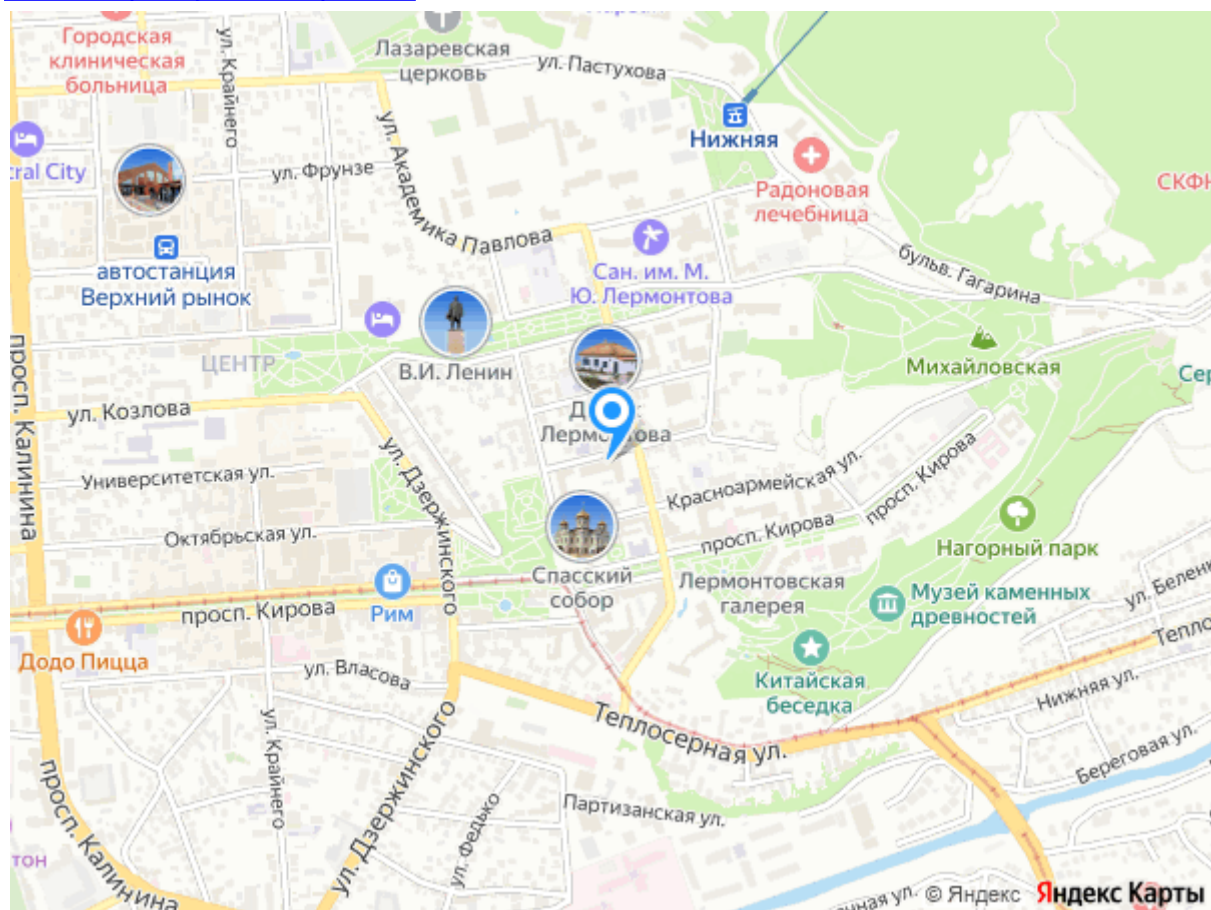 Городская
клиническая
больница
ул. Крайнего
Лазаревская
церковь
ул. Пастухова
Нижняя
Радоновая
лечебница
СКФН
ral City
ул. Фрунзе
ул. Академика Павлова
автостанция
Верхний рынок
Сан. им. М.
Ю. Лермонтова
бульв. Гагарина
Михайловская
Сер
ЦЕНТР
В.И. Ленин
просп. Калинина
ул. Козлова
Д
Лермонтова
Университетская ул.
ул. Дзержинского
Красноармейская ул.
просп. Кирова
Октябрьская ул.
просп. Кирова
Нагорный парк
Спасский
собор
Лермонтовская
галерея
Музей каменных
древностей
ул. Белен
просп. Кирова
Рим
Додо Пицца
ул. Власова
Китайская
беседка
Тепло
Нижняя ул.
Теплосерная ул.
ул. Крайнего
Береговая ул.
просп. Калинина
ул. Дзержинского
ул. Федько
Партизанская ул.
тон
нная ул.
© Яндекс
Яндекс Карты